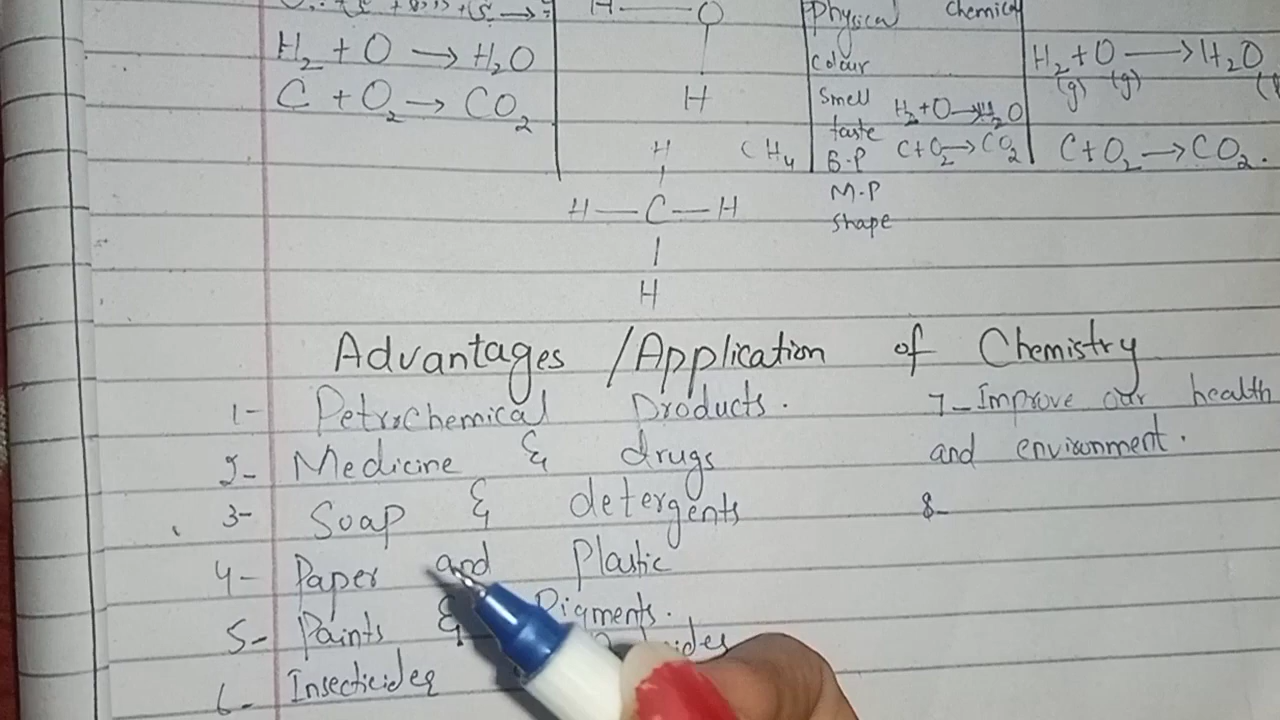 H — O
Physical Chemical
H₂ + O → H₂O
C + O₂ → CO₂
H
Colour
Smell
taste
B.P
M.P
Shape
H₂+O→H₂O
C+O₂→CO₂
H₂+O → H₂O
(g) (g)
C+O₂→CO₂.
CH₄
H
H — C — H
H
Advantages / Application of Chemistry
1- Petrochemical Products.
2- Medicine & drugs
3- Soap & detergents
4- Paper and Plastic
5- Paints & Pigments.
6- Insecticides
7- Improve our health
and environment.
8-